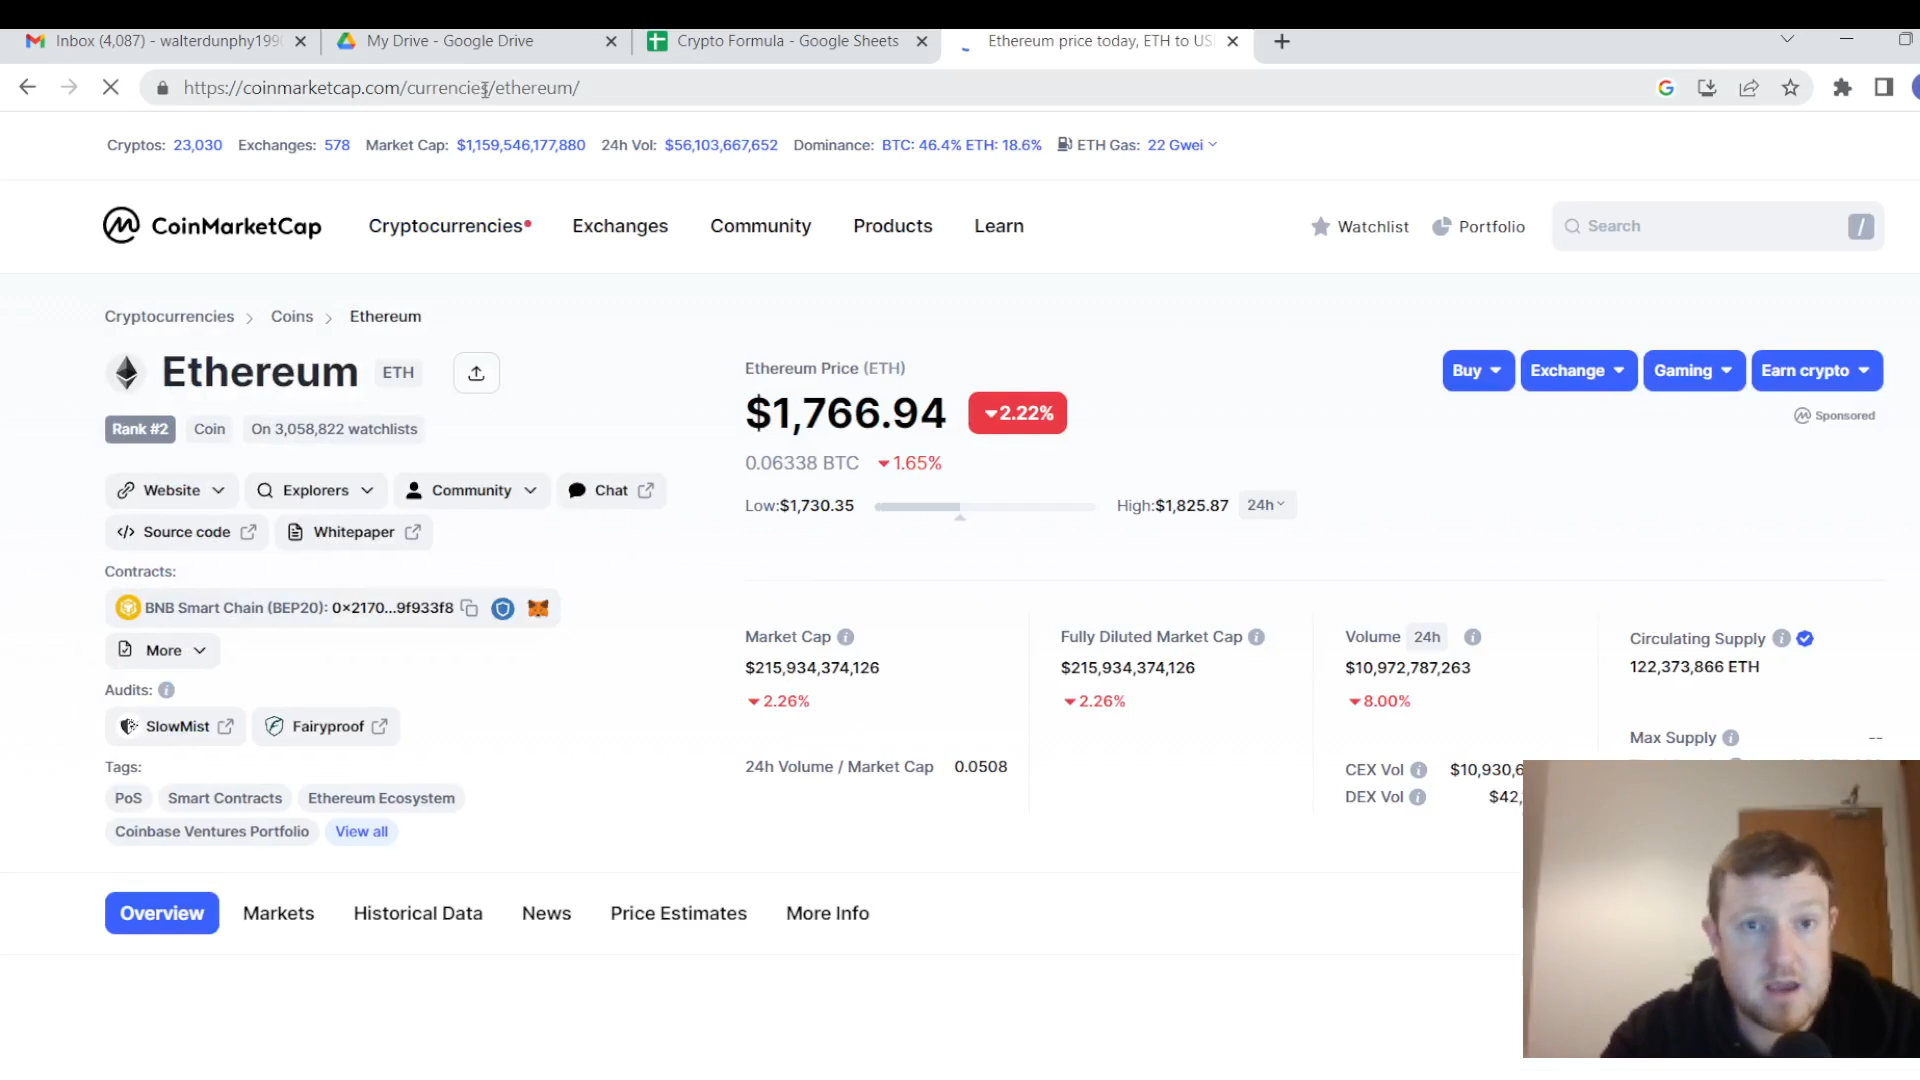 Inbox (4,087) - walterdunphy199
My Drive - Google Drive
Crypto Formula - Google Sheets
Ethereum price today, ETH to US
https://coinmarketcap.com/currencies/ethereum/
Cryptos: 23,030 Exchanges: 578 Market Cap: $1,159,546,177,880 24h Vol: $56,103,667,652 Dominance: BTC: 46.4% ETH: 18.6% ETH Gas: 22 Gwei
CoinMarketCap Cryptocurrencies Exchanges Community Products Learn Watchlist Portfolio Search /
Cryptocurrencies > Coins > Ethereum
Ethereum ETH
Rank #2 Coin On 3,058,822 watchlists
Website Explorers Community Chat
Source code Whitepaper
Contracts:
BNB Smart Chain (BEP20): 0x2170...9f933f8
More
Audits:
SlowMist Fairyproof
Tags:
PoS Smart Contracts Ethereum Ecosystem
Coinbase Ventures Portfolio View all
Ethereum Price (ETH)
$1,766.94 2.22%
0.06338 BTC 1.65%
Low:$1,730.35 High:$1,825.87 24h
Buy Exchange Gaming Earn crypto
Sponsored
Market Cap
$215,934,374,126
2.26%
24h Volume / Market Cap 0.0508
Fully Diluted Market Cap
$215,934,374,126
2.26%
Volume 24h
$10,972,787,263
8.00%
CEX Vol $10,930,6
DEX Vol $42,
Circulating Supply
122,373,866 ETH
Max Supply --
Overview Markets Historical Data News Price Estimates More Info